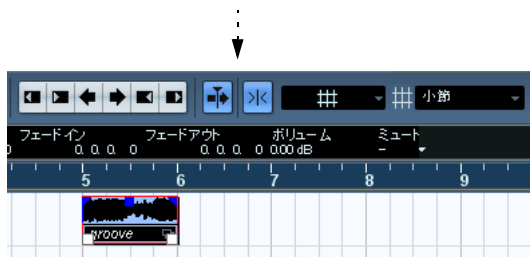 小節
フェードイン フェードアウト ボリューム ミュート
0. 0. 0. 0 0. 0. 0. 0 0.00 dB -
5 6 7 8 9
groove